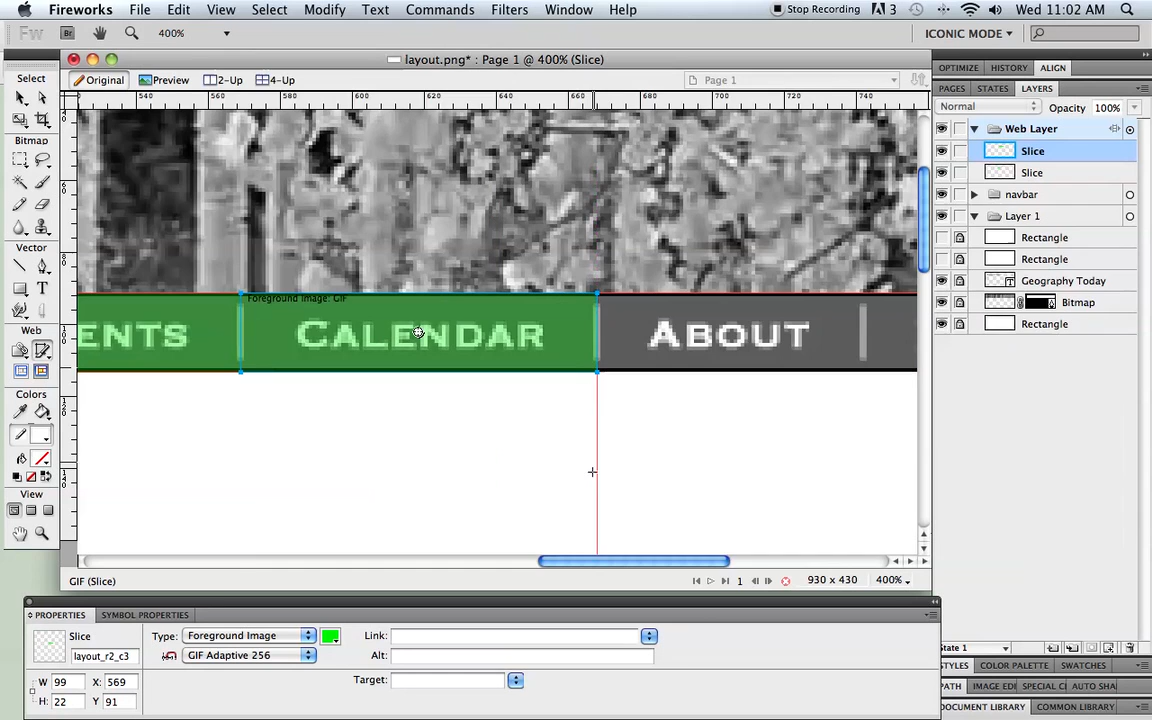 Fireworks File Edit View Select Modify Text Commands Filters Window Help Stop Recording 3 Wed 11:02 AM
Fw Br 400% ICONIC MODE
Select layout.png* : Page 1 @ 400% (Slice) OPTIMIZE HISTORY ALIGN
Original Preview 2-Up 4-Up Page 1 PAGES STATES LAYERS
540 560 580 600 620 640 660 680 700 720 740 Normal Opacity 100%
Web Layer
Bitmap Slice
Slice
navbar
Layer 1
Rectangle
Vector Rectangle
Geography Today
Foreground Image: GIF Bitmap
ENTS CALENDAR ABOUT Rectangle
Web
Colors
View
GIF (Slice) 1 930 x 430 400%
PROPERTIES SYMBOL PROPERTIES
Slice Type: Foreground Image Link:
layout_r2_c3 GIF Adaptive 256 Alt:
W 99 X: 569 Target:
H: 22 Y 91
State 1
STYLES COLOR PALETTE SWATCHES
PATH IMAGE EDI SPECIAL C AUTO SHA
DOCUMENT LIBRARY COMMON LIBRARY